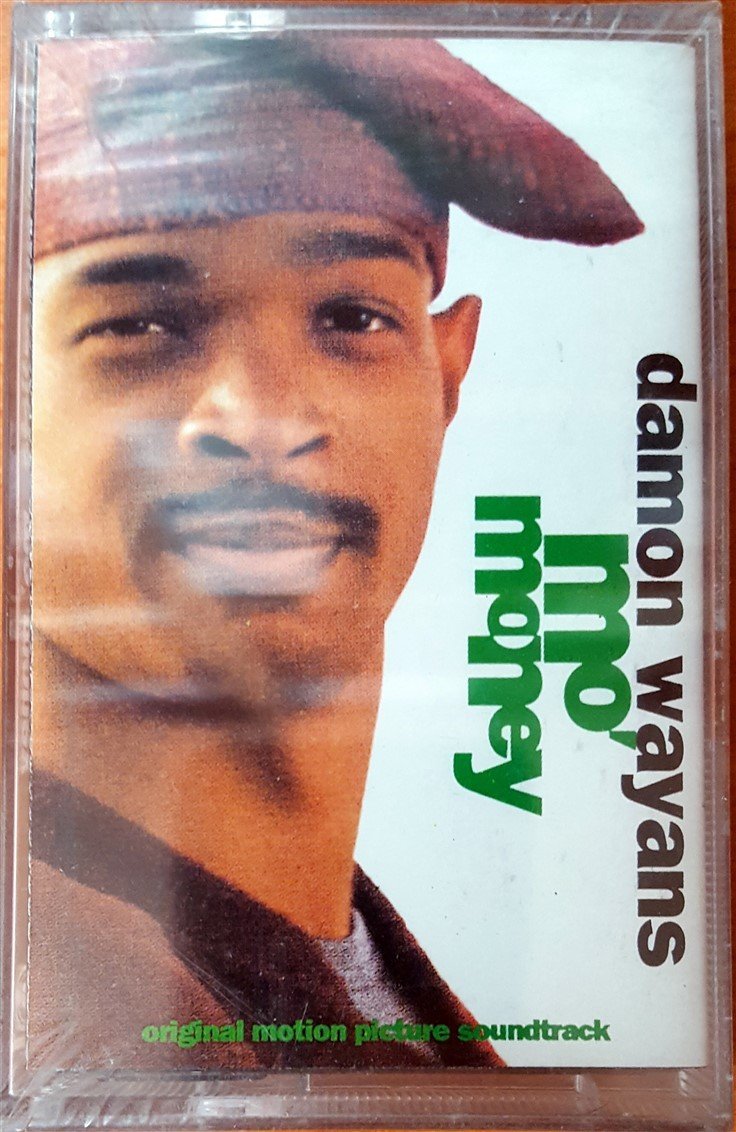 damon wayans
mo'
money
original motion picture soundtrack